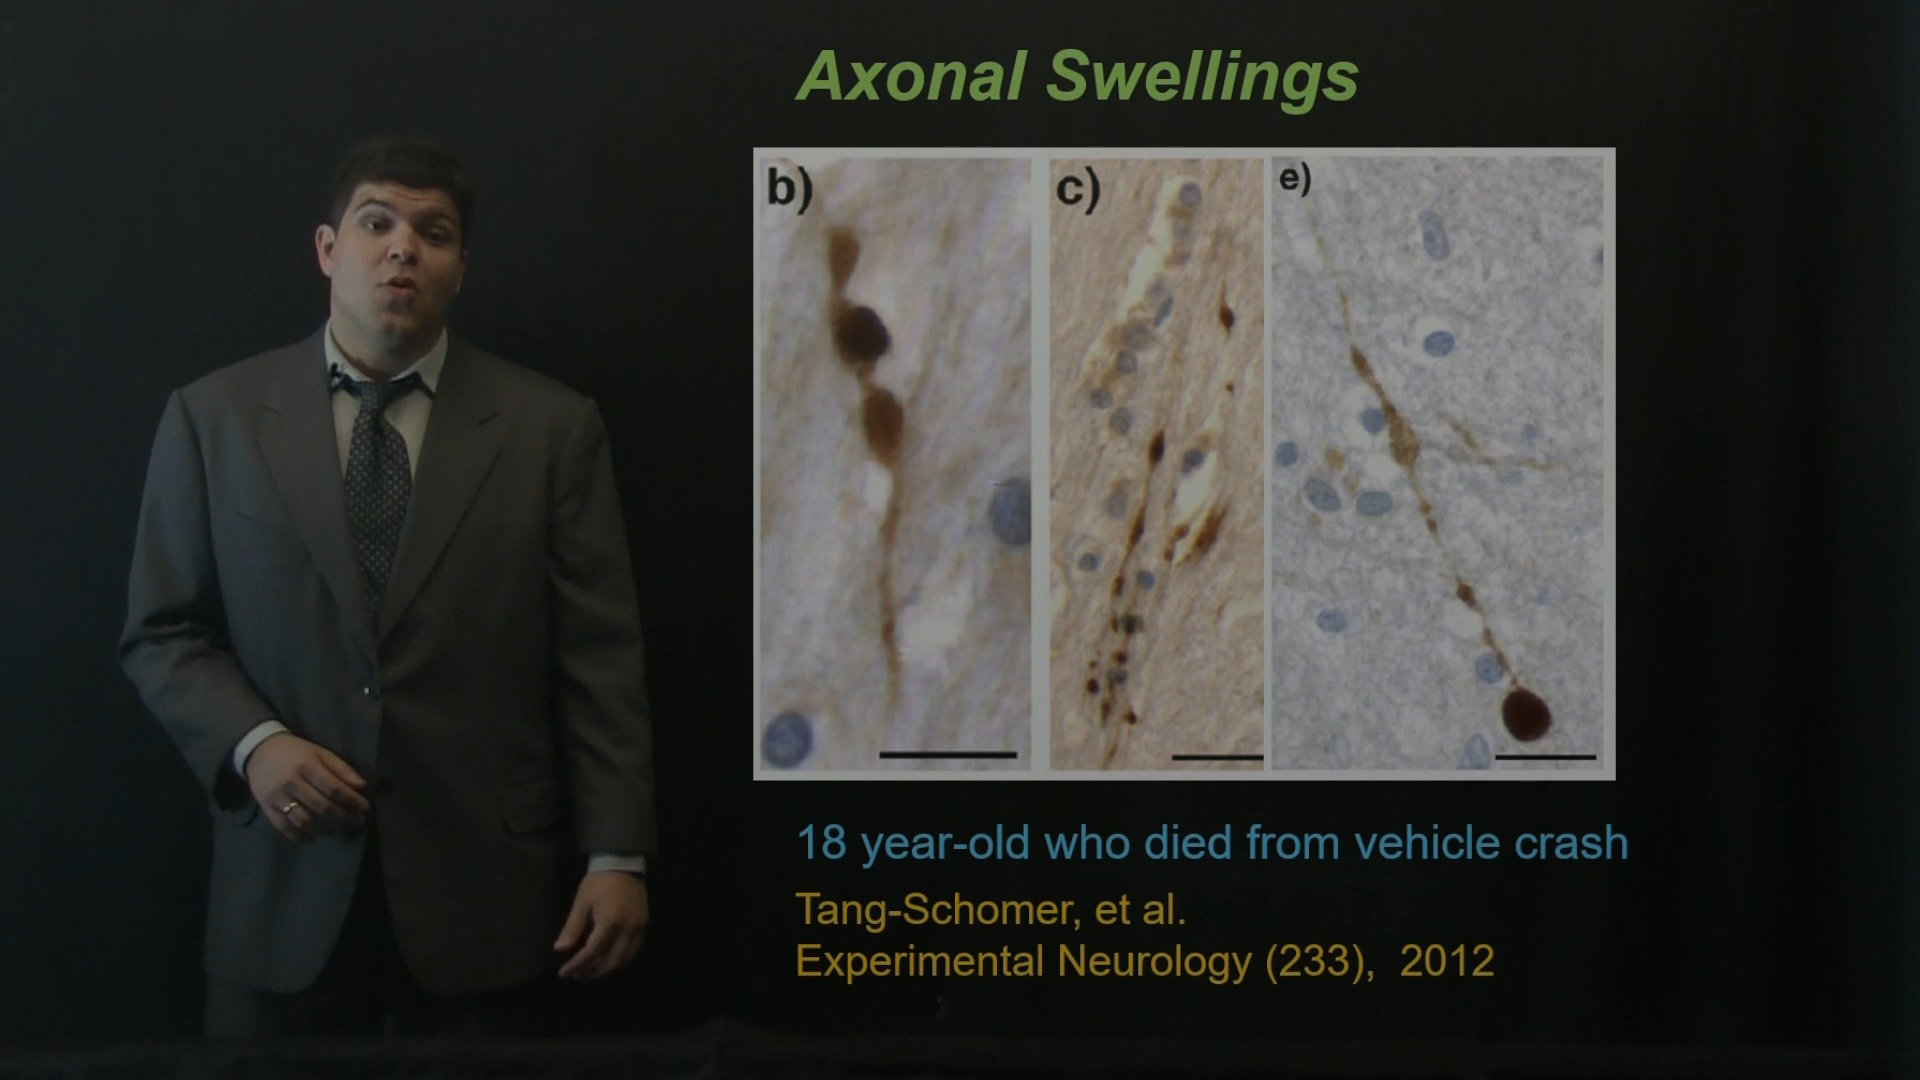 Axonal Swellings
b)
c)
e)
18 year-old who died from vehicle crash
Tang-Schomer, et al.
Experimental Neurology (233), 2012